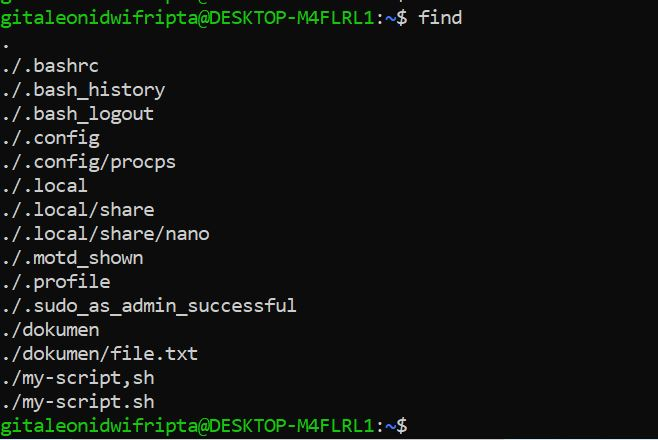 gitaleonidwifripta@DESKTOP-M4FLRL1:~$ find
.
./.bashrc
./.bash_history
./.bash_logout
./.config
./.config/procps
./.local
./.local/share
./.local/share/nano
./.motd_shown
./.profile
./.sudo_as_admin_successful
./dokumen
./dokumen/file.txt
./my-script,sh
./my-script.sh
gitaleonidwifripta@DESKTOP-M4FLRL1:~$